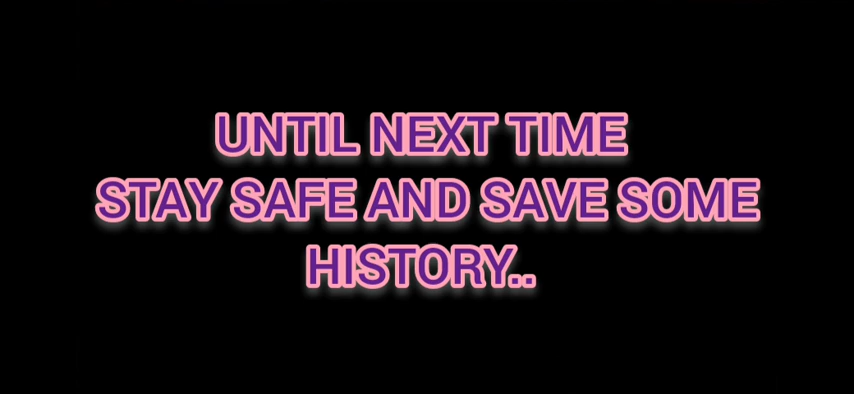 UNTIL NEXT TIME
STAY SAFE AND SAVE SOME
HISTORY..